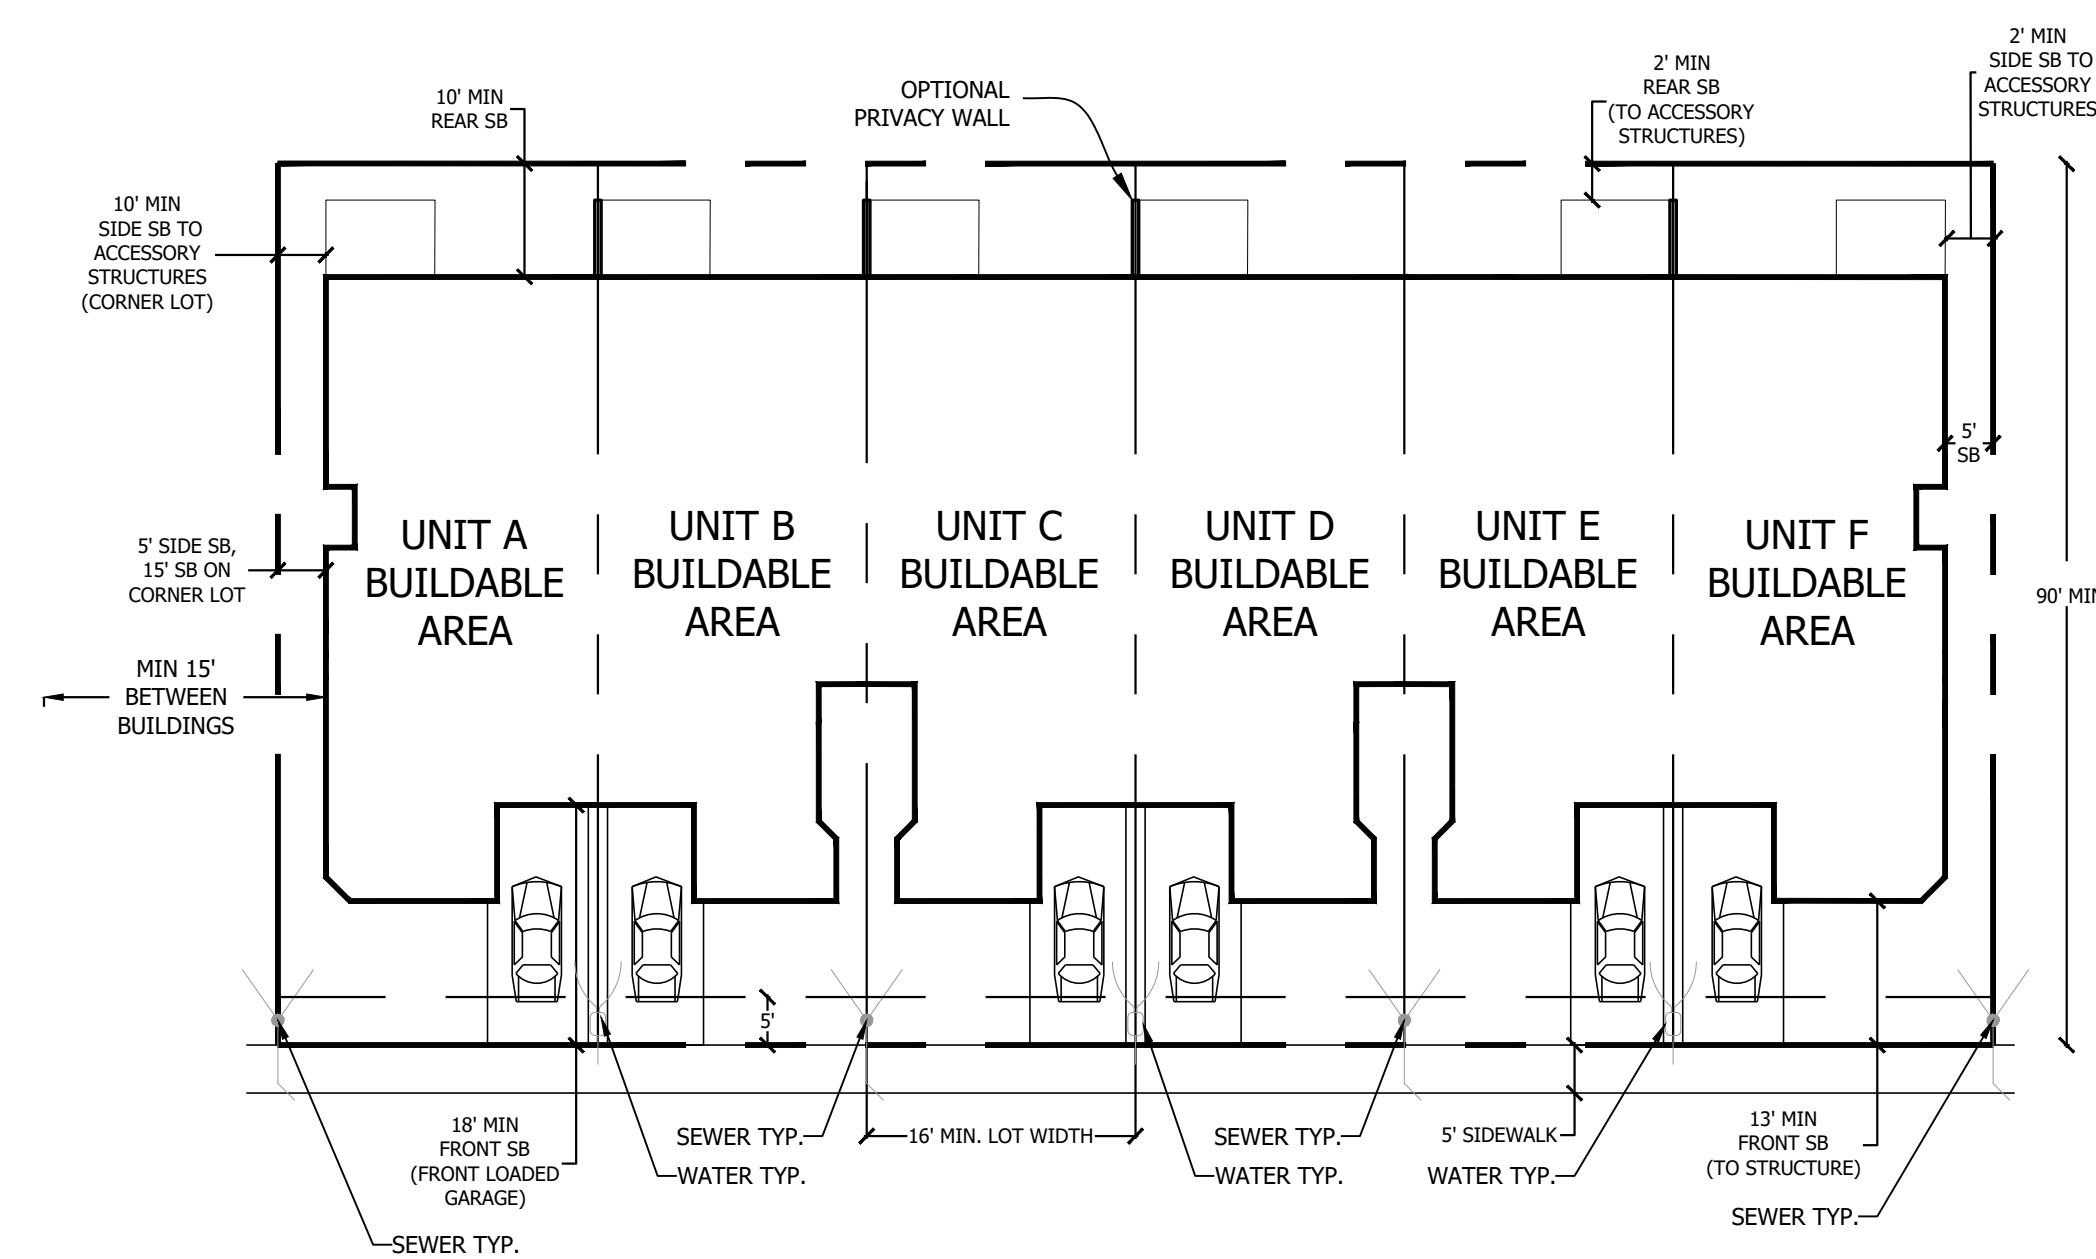 2' MIN
SIDE SB TO
ACCESSORY
STRUCTURES
2' MIN
REAR SB
(TO ACCESSORY
STRUCTURES)
OPTIONAL
PRIVACY WALL
10' MIN
REAR SB
10' MIN
SIDE SB TO
ACCESSORY
STRUCTURES
(CORNER LOT)
5'
SB
5' SIDE SB,
15' SB ON
CORNER LOT
UNIT A
BUILDABLE
AREA
UNIT B
BUILDABLE
AREA
UNIT C
BUILDABLE
AREA
UNIT D
BUILDABLE
AREA
UNIT E
BUILDABLE
AREA
UNIT F
BUILDABLE
AREA
90' MIN
MIN 15'
BETWEEN
BUILDINGS
5'
18' MIN
FRONT SB
(FRONT LOADED
GARAGE)
SEWER TYP.
WATER TYP.
16' MIN. LOT WIDTH
SEWER TYP.
WATER TYP.
5' SIDEWALK
WATER TYP.
13' MIN
FRONT SB
(TO STRUCTURE)
SEWER TYP.
SEWER TYP.